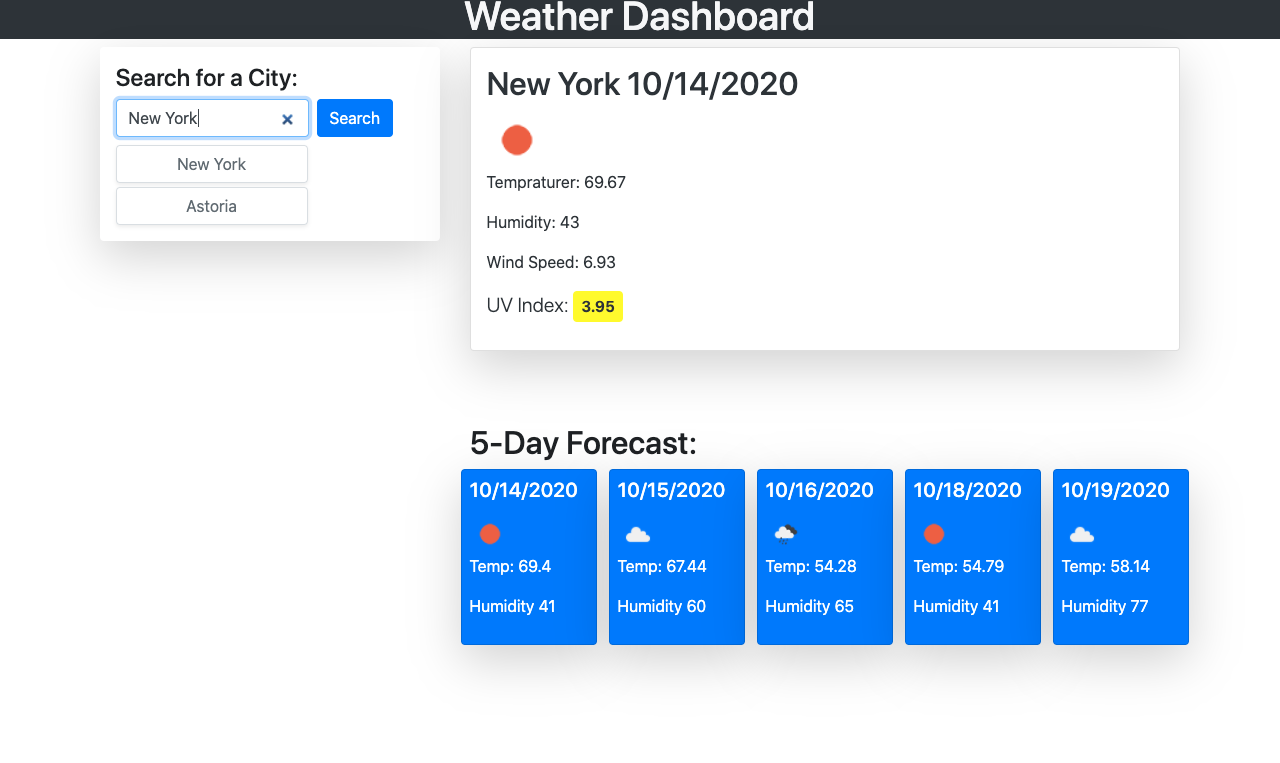 Weather Dashboard
Search for a City:
New York
Search
New York
Astoria
New York 10/14/2020
Tempraturer: 69.67
Humidity: 43
Wind Speed: 6.93
UV Index: 3.95
5-Day Forecast:
10/14/2020
Temp: 69.4
Humidity 41
10/15/2020
Temp: 67.44
Humidity 60
10/16/2020
Temp: 54.28
Humidity 65
10/18/2020
Temp: 54.79
Humidity 41
10/19/2020
Temp: 58.14
Humidity 77